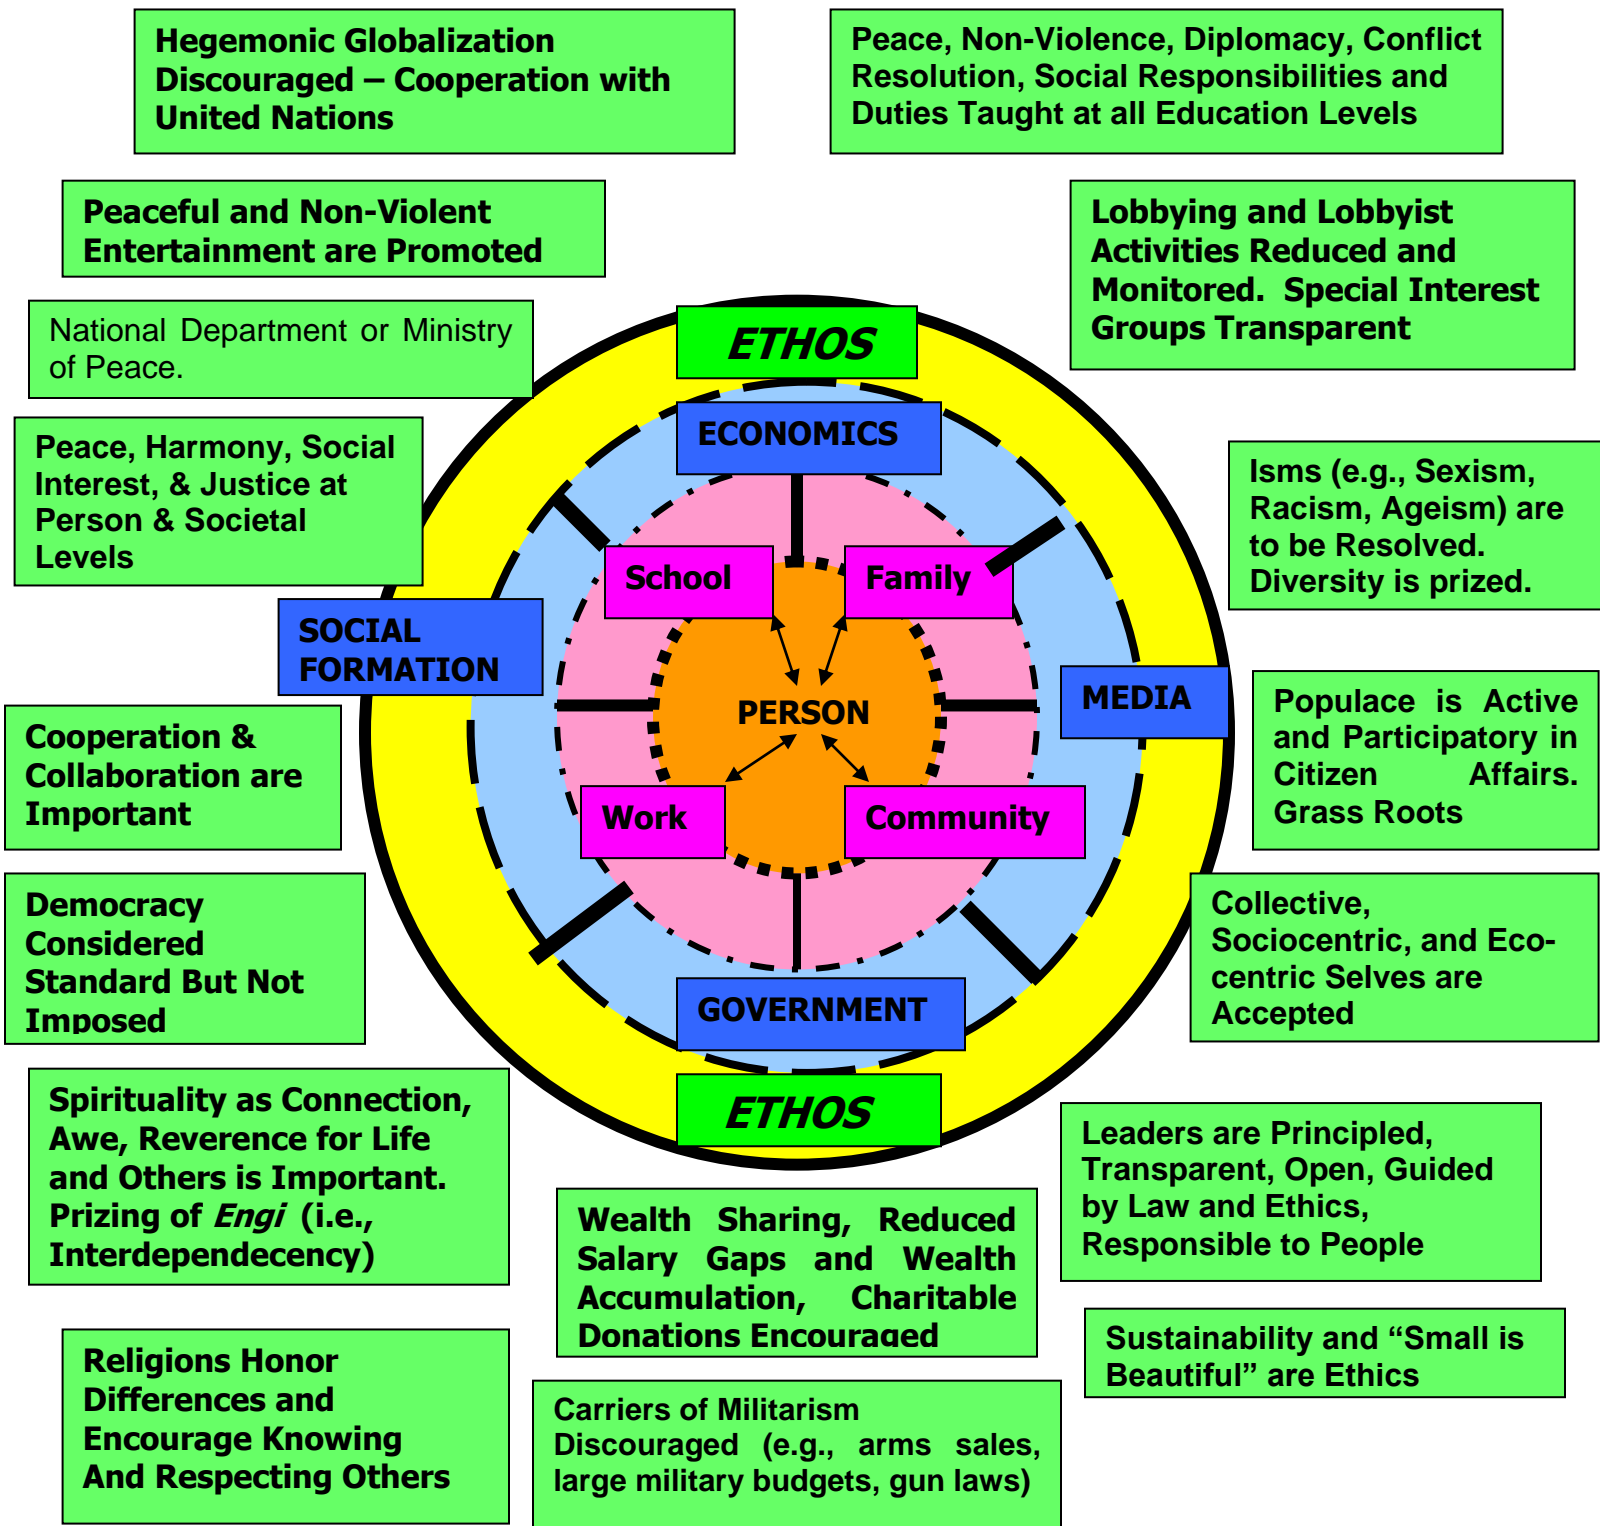 Hegemonic Globalization
Discouraged – Cooperation with
United Nations
Peace, Non-Violence, Diplomacy, Conflict
Resolution, Social Responsibilities and
Duties Taught at all Education Levels
Peaceful and Non-Violent
Entertainment are Promoted
Lobbying and Lobbyist
Activities Reduced and
Monitored.  Special Interest
Groups Transparent
National Department or Ministry
of Peace.
ETHOS
ECONOMICS
Peace, Harmony, Social
Interest, & Justice at
Person & Societal
Levels
Isms (e.g., Sexism,
Racism, Ageism) are
to be Resolved.
Diversity is prized.
School
Family
SOCIAL
FORMATION
PERSON
MEDIA
Populace is Active
and Participatory in
Citizen Affairs.
Grass Roots
Cooperation &
Collaboration are
Important
Work
Community
Democracy
Considered
Standard But Not
Imposed
Collective,
Sociocentric, and Eco-
centric Selves are
Accepted
GOVERNMENT
ETHOS
Spirituality as Connection,
Awe, Reverence for Life
and Others is Important.
Prizing of Engi (i.e.,
Interdependecency)
Leaders are Principled,
Transparent, Open, Guided
by Law and Ethics,
Responsible to People
Wealth Sharing, Reduced
Salary Gaps and Wealth
Accumulation, Charitable
Donations Encouraged
Sustainability and “Small is
Beautiful” are Ethics
Religions Honor
Differences and
Encourage Knowing
And Respecting Others
Carriers of Militarism
Discouraged (e.g., arms sales,
large military budgets, gun laws)